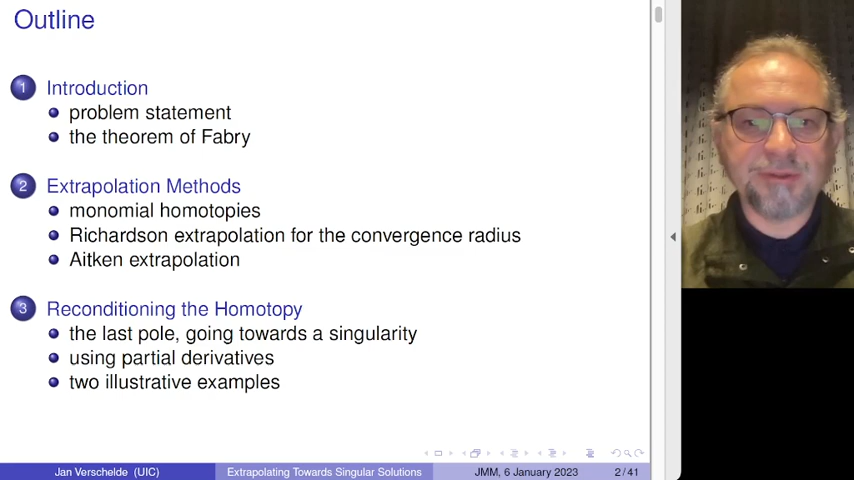 Outline
1 Introduction
problem statement
the theorem of Fabry
2 Extrapolation Methods
monomial homotopies
Richardson extrapolation for the convergence radius
Aitken extrapolation
3 Reconditioning the Homotopy
the last pole, going towards a singularity
using partial derivatives
two illustrative examples
Jan Verschelde (UIC) Extrapolating Towards Singular Solutions JMM, 6 January 2023 2 / 41